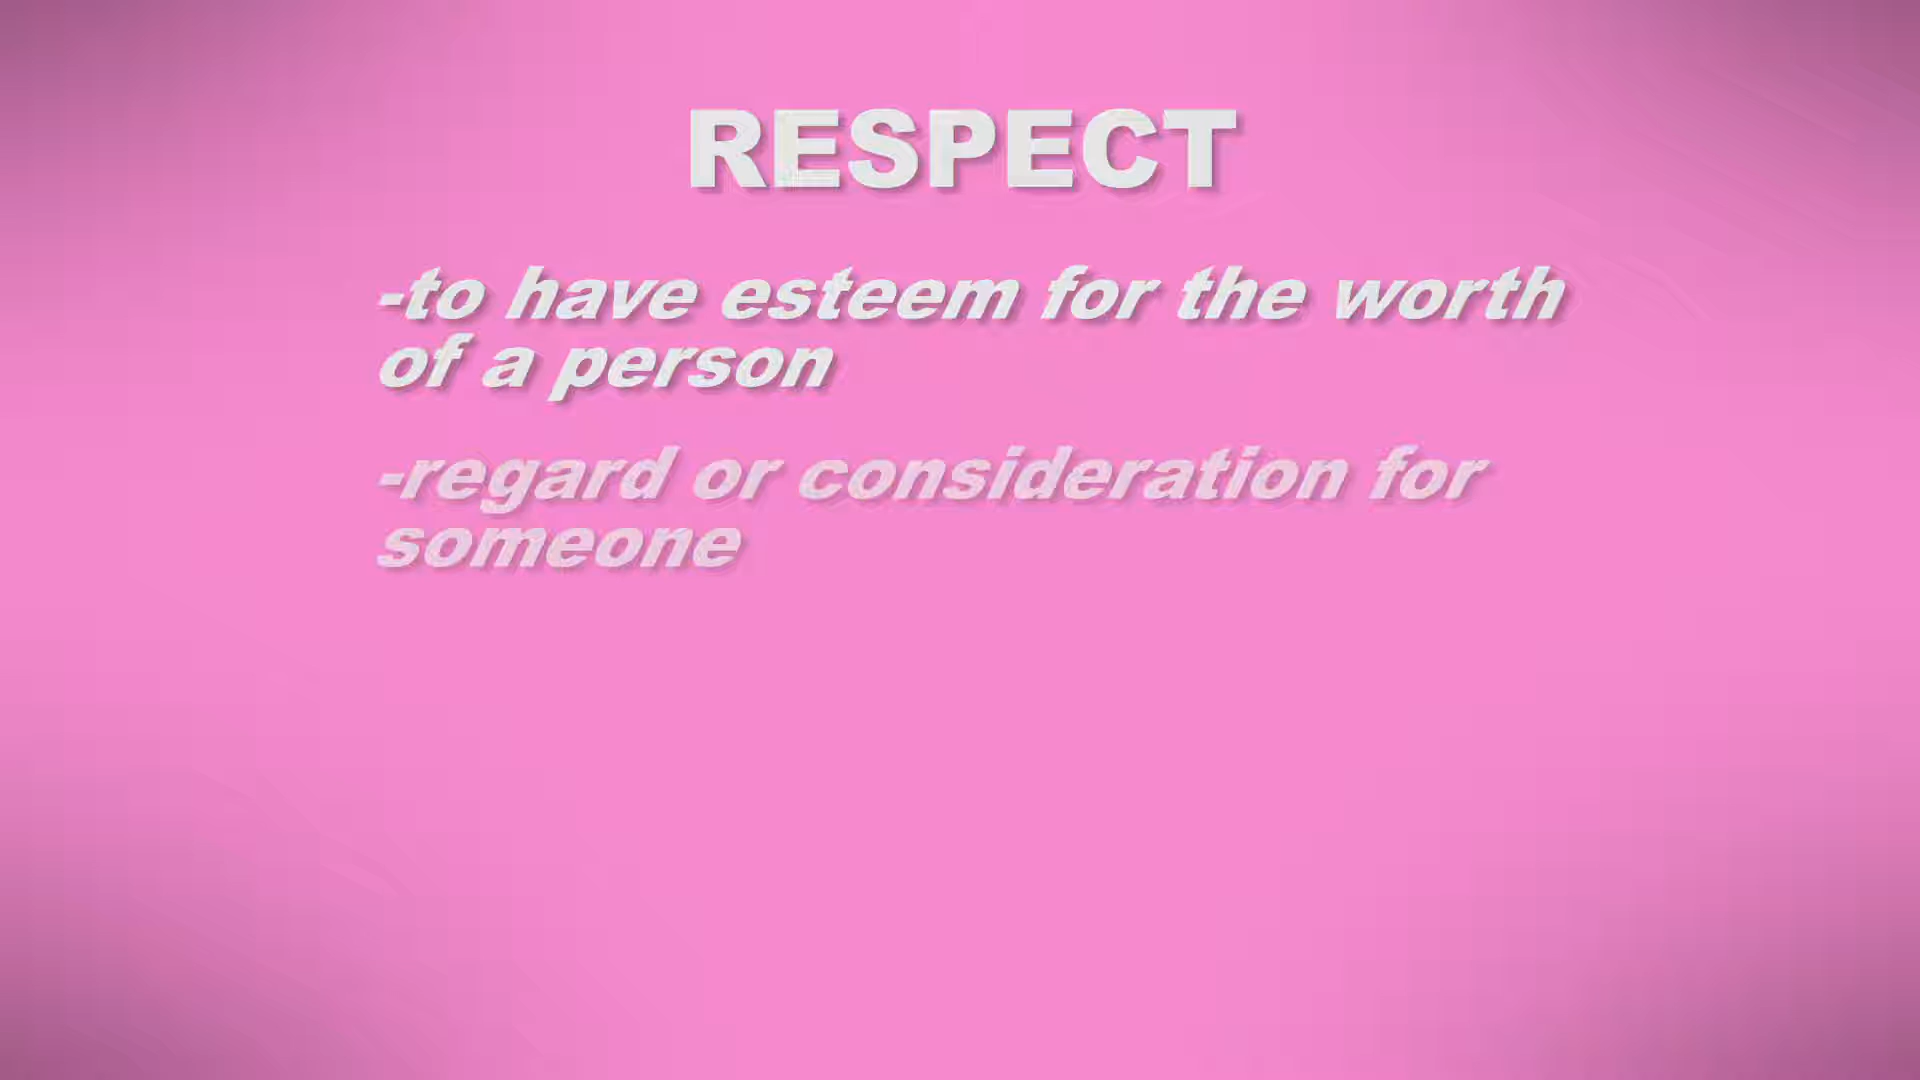 RESPECT
-to have esteem for the worth
of a person
-regard or consideration for
someone